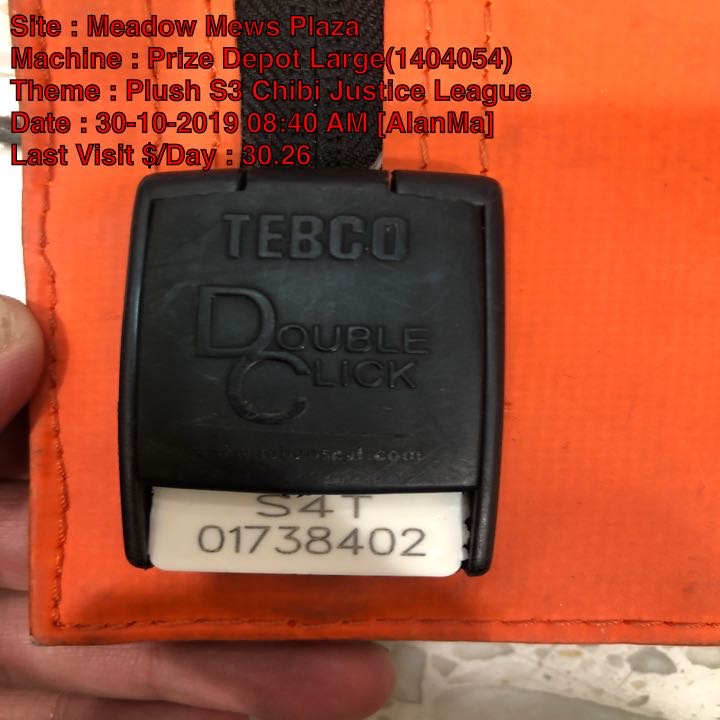 Site : Meadow Mews Plaza
Machine : Prize Depot Large(1404054)
Theme : Plush S3 Chibi Justice League
Date : 30-10-2019 08:40 AM [AlanMa]
Last Visit $/Day : 30.26
TEBCO
DOUBLE
CLICK
S4T
01738402